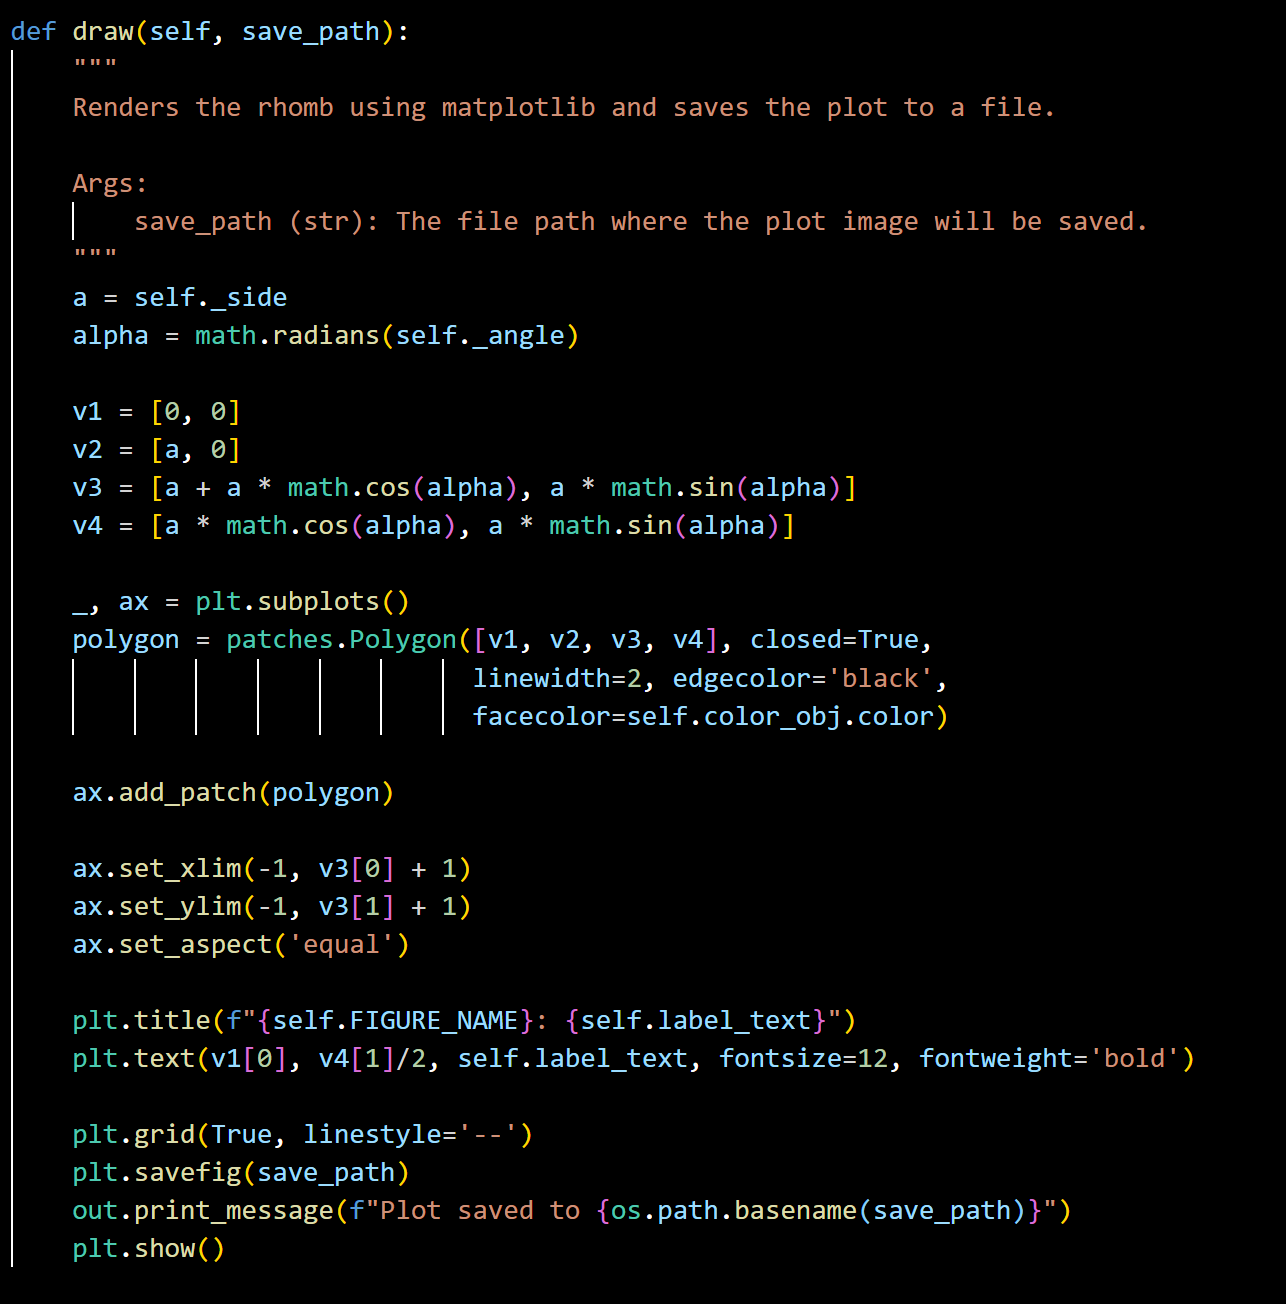 def draw(self, save_path):
    """
    Renders the rhomb using matplotlib and saves the plot to a file.

    Args:
        save_path (str): The file path where the plot image will be saved.
    """
    a = self._side
    alpha = math.radians(self._angle)

    v1 = [0, 0]
    v2 = [a, 0]
    v3 = [a + a * math.cos(alpha), a * math.sin(alpha)]
    v4 = [a * math.cos(alpha), a * math.sin(alpha)]

    _, ax = plt.subplots()
    polygon = patches.Polygon([v1, v2, v3, v4], closed=True,
                              linewidth=2, edgecolor='black',
                              facecolor=self.color_obj.color)

    ax.add_patch(polygon)

    ax.set_xlim(-1, v3[0] + 1)
    ax.set_ylim(-1, v3[1] + 1)
    ax.set_aspect('equal')

    plt.title(f"{self.FIGURE_NAME}: {self.label_text}")
    plt.text(v1[0], v4[1]/2, self.label_text, fontsize=12, fontweight='bold')

    plt.grid(True, linestyle='--')
    plt.savefig(save_path)
    out.print_message(f"Plot saved to {os.path.basename(save_path)}")
    plt.show()